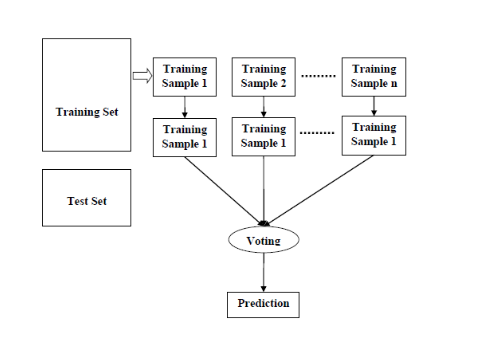 Training Set
Training
Sample 1
Training
Sample 2
.........
Training
Sample n
Training
Sample 1
Training
Sample 1
.........
Training
Sample 1
Test Set
Voting
Prediction